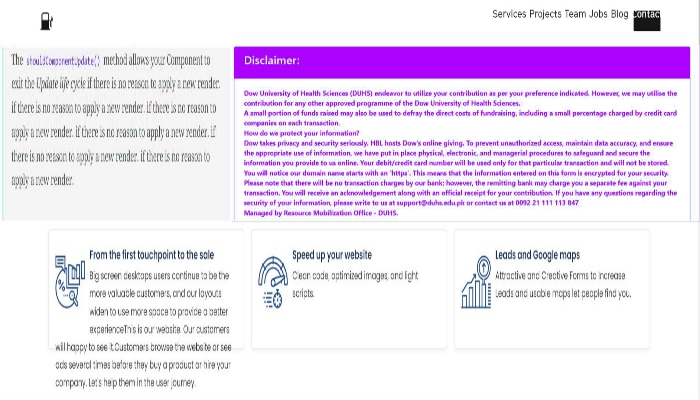 Services Projects Team Jobs Blog Contac
The shouldComponentUpdate() method allows your Component to
exit the Update life cycle if there is no reason to apply a new render.
if there is no reason to apply a new render. if there is no reason to
apply a new render. if there is no reason to apply a new render. if
there is no reason to apply a new render. if there is no reason to
apply a new render.
Disclaimer:
Dow University of Health Sciences (DUHS) endeavor to utilize your contribution as per your preference indicated. However, we may utilise the
contribution for any other approved programme of the Dow University of Health Sciences.
A small portion of funds raised may also be used to defray the direct costs of fundraising, including a small percentage charged by credit card
companies on each transaction.
How do we protect your information?
Dow takes privacy and security seriously. HBL hosts Dow's online giving. To prevent unauthorized access, maintain data accuracy, and ensure
the appropriate use of information, we have put in place physical, electronic, and managerial procedures to safeguard and secure the
information you provide to us online. Your debit/credit card number will be used only for that particular transaction and will not be stored.
You will notice our domain name starts with an 'https'. This means that the information entered on this form is encrypted for your security.
Please note that there will be no transaction charges by our bank; however, the remitting bank may charge you a separate fee against your
transaction. You will receive an acknowledgement along with an official receipt for your contribution. If you have any questions regarding the
security of your information, please write to us at support@duhs.edu.pk or contact us at 0092 21 111 113 847
Managed by Resource Mobilization Office - DUHS.
From the first touchpoint to the sale
Big screen desktops users continue to be the
more valuable customers, and our layouts
widen to use more space to provide a better
experienceThis is our website. Our customers
will happy to see it.Customers browse the website or see
ads several times before they buy a product or hire your
company. Let's help them in the user journey.
Speed up your website
Clean code, optimized images, and light
scripts.
Leads and Google maps
Attractive and Creative Forms to Increase
Leads and usable maps let people find you.